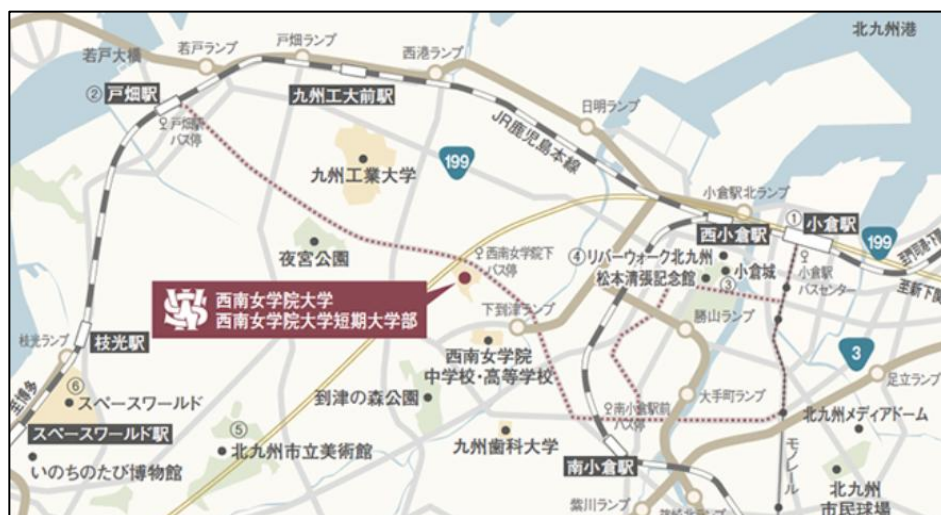 北九州港
若戸大橋
若戸ランプ
戸畑ランプ
西港ランプ
② 戸畑駅
九州工大前駅
日明ランプ
戸畑駅
バス停
JR鹿児島本線
199
九州工業大学
小倉駅北ランプ
① 小倉駅
西小倉駅
199
夜宮公園
西南女学院下
バス停
④ リバーウォーク北九州
松本清張記念館
小倉城
③
小倉駅
バスセンター
至新下関
西南女学院大学
西南女学院大学短期大学部
下到津ランプ
勝山ランプ
枝光ランプ
枝光駅
西南女学院
中学校・高等学校
3
足立ランプ
至博多
⑥
スペースワールド
到津の森公園
大手町ランプ
南小倉駅前
バス停
北九州メディアドーム
スペースワールド駅
⑤
北九州市立美術館
九州歯科大学
モノレール
いのちのたび博物館
南小倉駅
北九州
市民球場
紫川ランプ